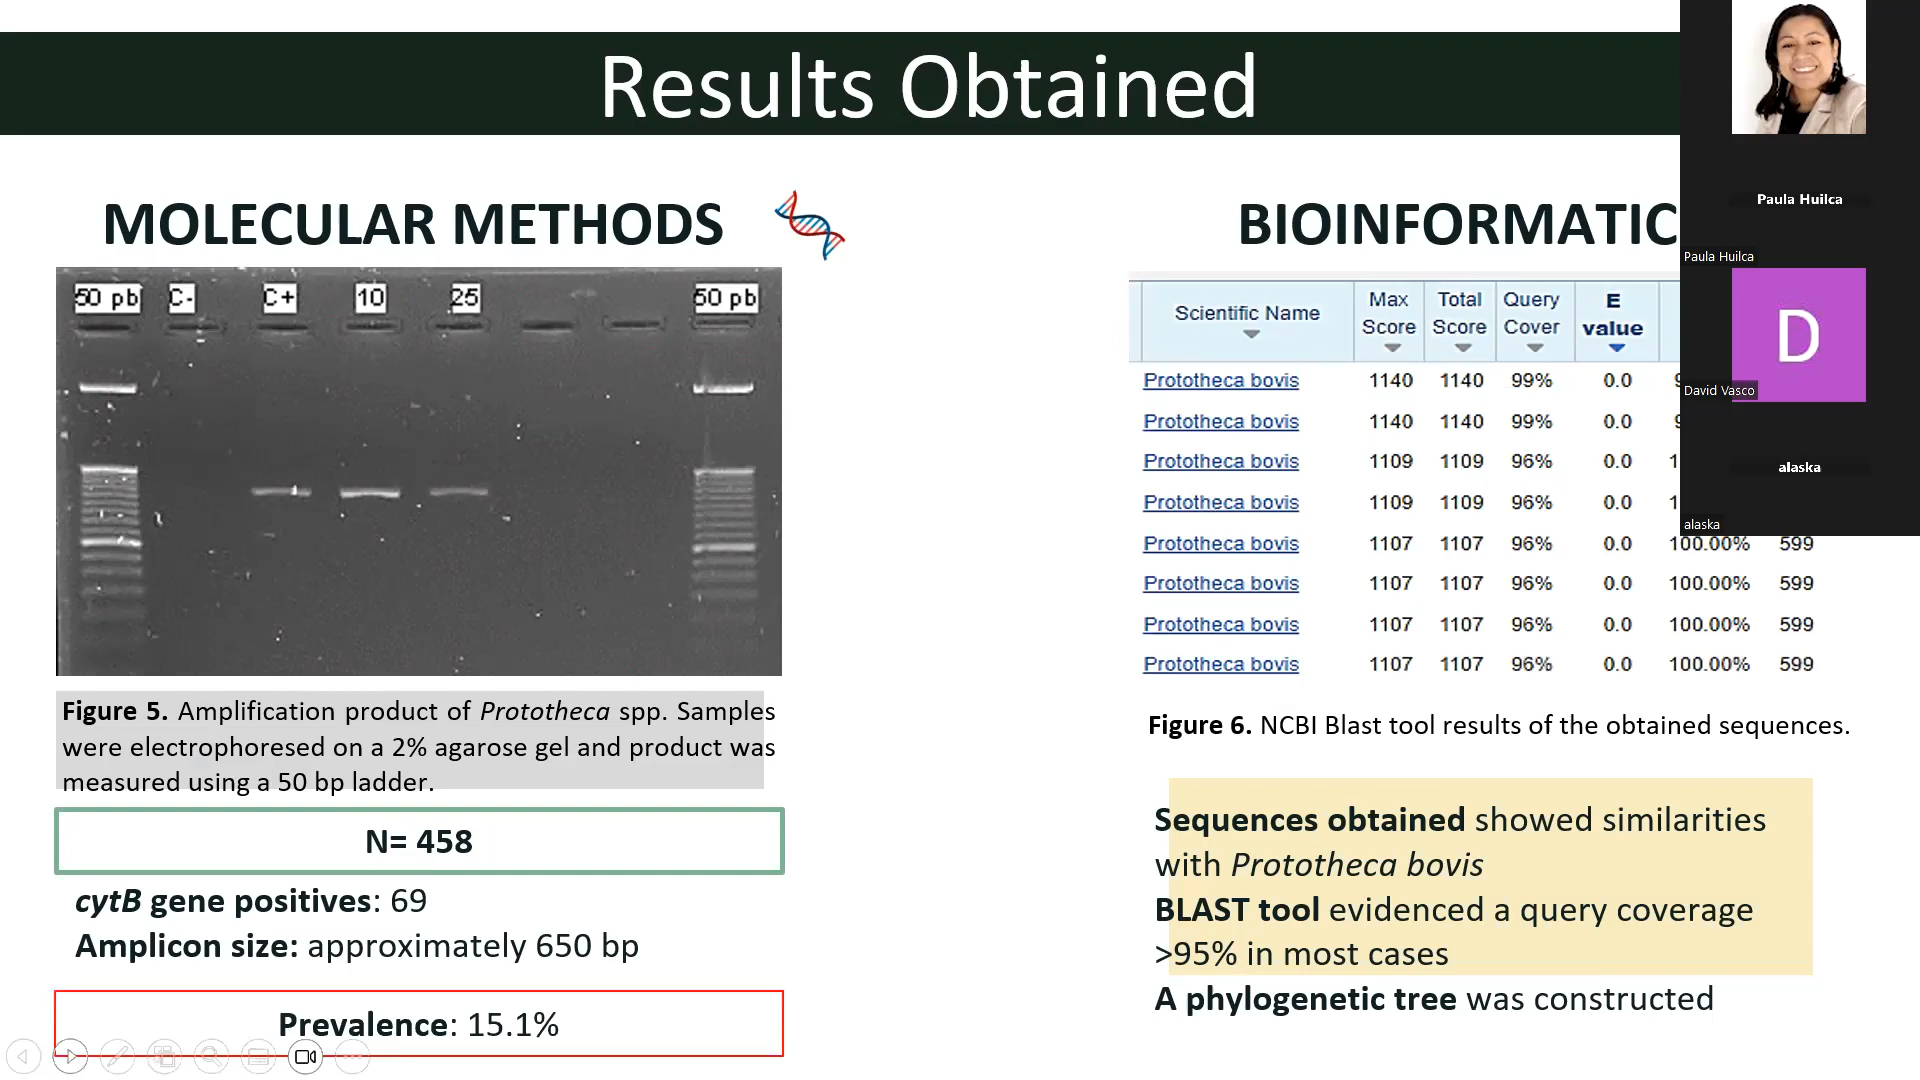 Results Obtained
MOLECULAR METHODS
50 pb C- C+ 10 25 50 pb
Figure 5. Amplification product of Prototheca spp. Samples
were electrophoresed on a 2% agarose gel and product was
measured using a 50 bp ladder.
N= 458
cytB gene positives: 69
Amplicon size: approximately 650 bp
Prevalence: 15.1%
BIOINFORMATIC
Scientific Name Max Score Total Score Query Cover E value
Prototheca bovis 1140 1140 99% 0.0
Prototheca bovis 1140 1140 99% 0.0
Prototheca bovis 1109 1109 96% 0.0
Prototheca bovis 1109 1109 96% 0.0
Prototheca bovis 1107 1107 96% 0.0 100.00% 599
Prototheca bovis 1107 1107 96% 0.0 100.00% 599
Prototheca bovis 1107 1107 96% 0.0 100.00% 599
Prototheca bovis 1107 1107 96% 0.0 100.00% 599
Figure 6. NCBI Blast tool results of the obtained sequences.
Sequences obtained showed similarities
with Prototheca bovis
BLAST tool evidenced a query coverage
>95% in most cases
A phylogenetic tree was constructed
Paula Huilca
Paula Huilca
D
David Vasco
alaska
alaska